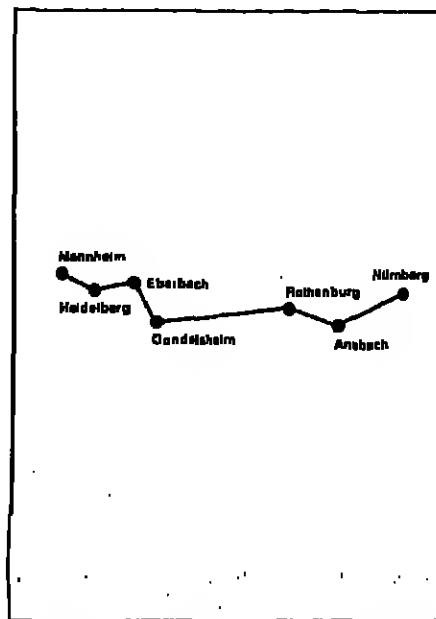 Mannheim
Heidelberg
Eberbach
Gundelsheim
Rothenburg
Ansbach
Nürnberg